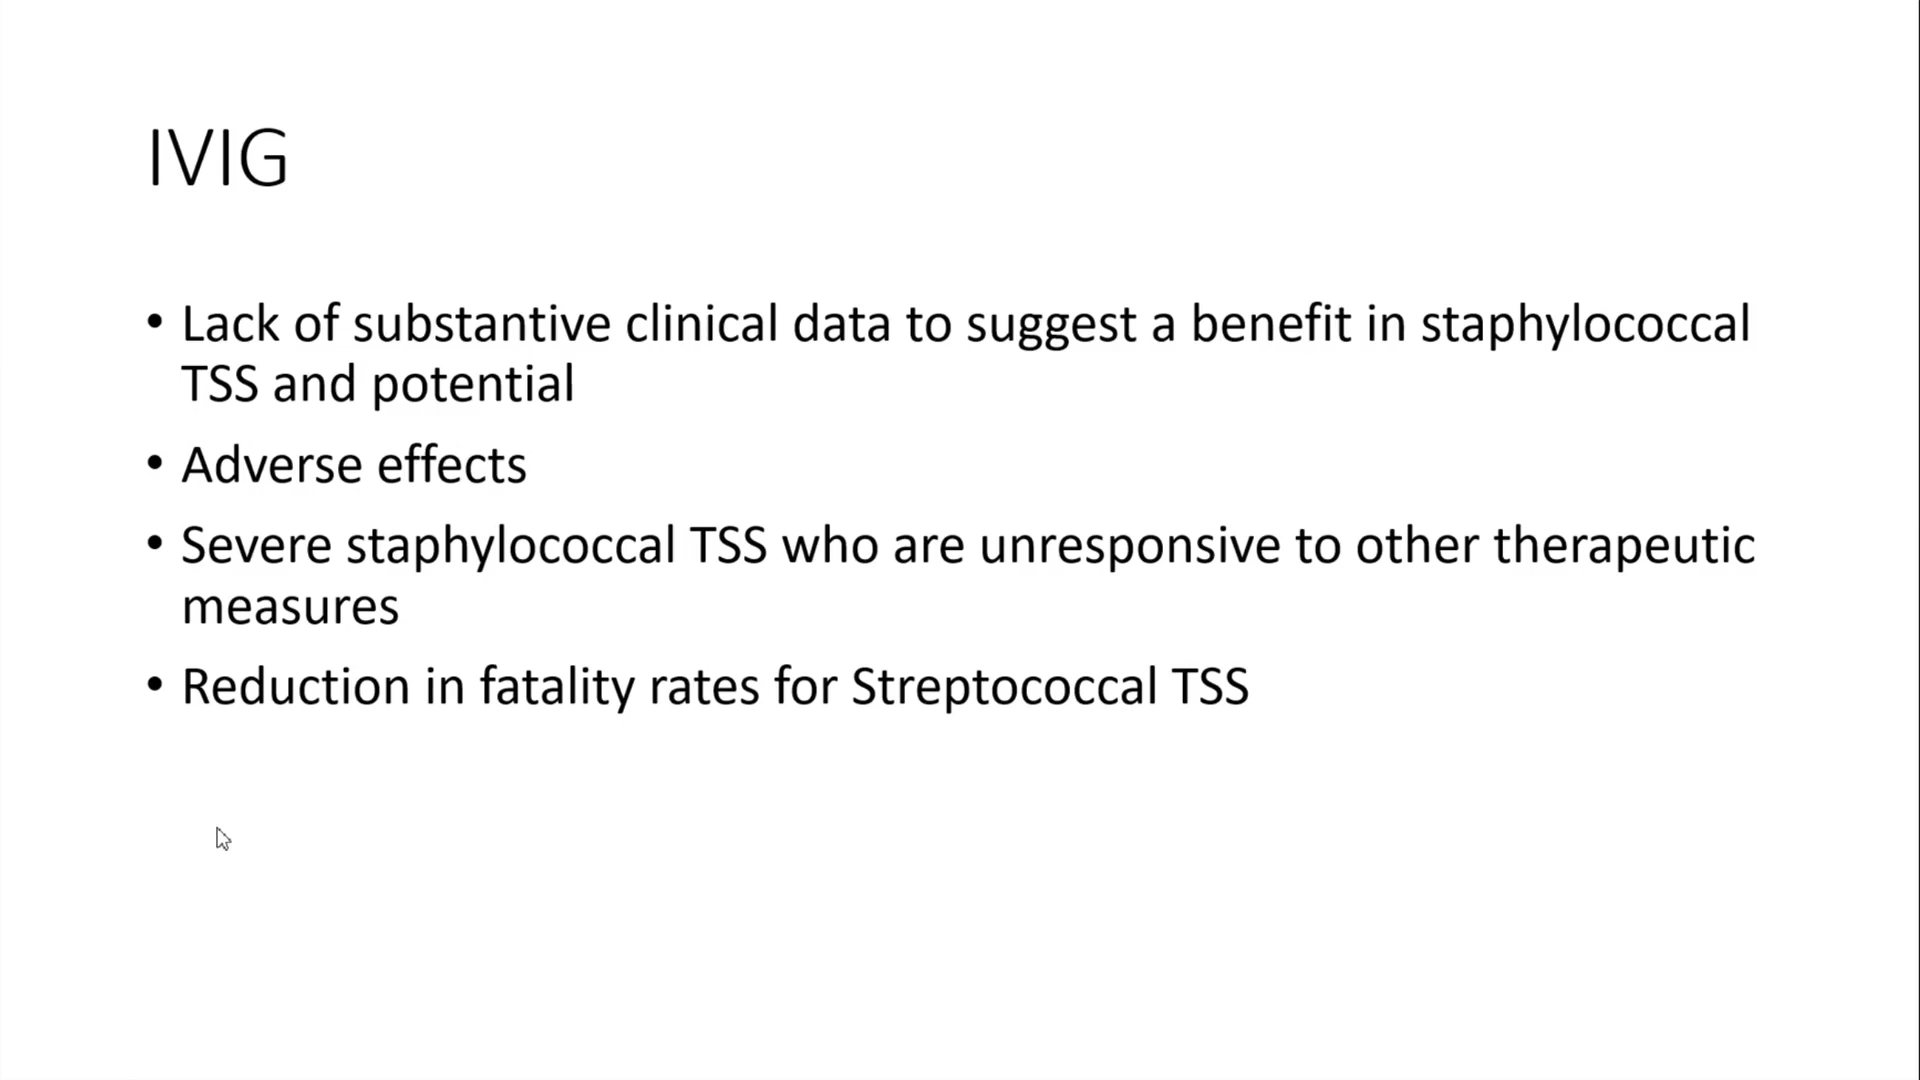 IVIG
• Lack of substantive clinical data to suggest a benefit in staphylococcal
TSS and potential
• Adverse effects
• Severe staphylococcal TSS who are unresponsive to other therapeutic
measures
• Reduction in fatality rates for Streptococcal TSS